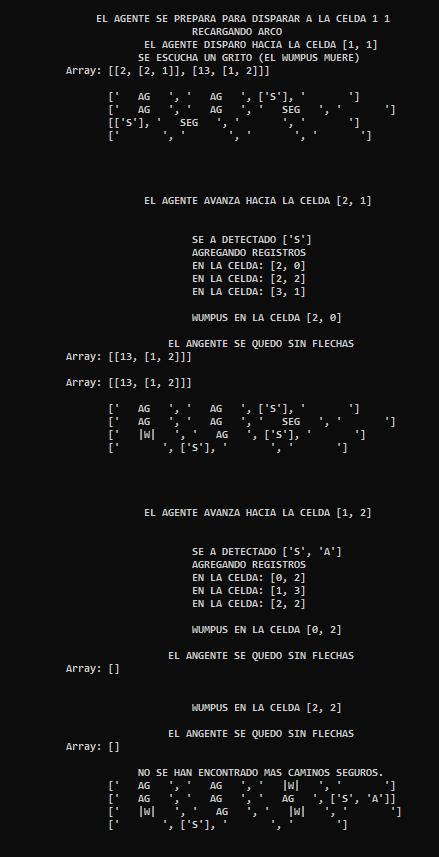 EL AGENTE SE PREPARA PARA DISPARAR A LA CELDA 1 1
RECARGANDO ARCO
EL AGENTE DISPARO HACIA LA CELDA [1, 1]
SE ESCUCHA UN GRITO (EL WUMPUS MUERE)
Array: [[2, [2, 1]], [13, [1, 2]]]
['   AG   ', '   AG   ', ['S'], '       ']
['   AG   ', '   AG   ', '   SEG   ', '       ']
[['S'], '   SEG   ', '       ', '       ']
['       ', '       ', '       ', '       ']
EL AGENTE AVANZA HACIA LA CELDA [2, 1]
SE A DETECTADO ['S']
AGREGANDO REGISTROS
EN LA CELDA: [2, 0]
EN LA CELDA: [2, 2]
EN LA CELDA: [3, 1]
WUMPUS EN LA CELDA [2, 0]
EL ANGENTE SE QUEDO SIN FLECHAS
Array: [[13, [1, 2]]]
Array: [[13, [1, 2]]]
['   AG   ', '   AG   ', ['S'], '       ']
['   AG   ', '   AG   ', '   SEG   ', '       ']
['   |W|   ', '   AG   ', ['S'], '       ']
['       ', ['S'], '       ', '       ']
EL AGENTE AVANZA HACIA LA CELDA [1, 2]
SE A DETECTADO ['S', 'A']
AGREGANDO REGISTROS
EN LA CELDA: [0, 2]
EN LA CELDA: [1, 3]
EN LA CELDA: [2, 2]
WUMPUS EN LA CELDA [0, 2]
EL ANGENTE SE QUEDO SIN FLECHAS
Array: []
WUMPUS EN LA CELDA [2, 2]
EL ANGENTE SE QUEDO SIN FLECHAS
Array: []
NO SE HAN ENCONTRADO MAS CAMINOS SEGUROS.
['   AG   ', '   AG   ', '   |W|   ', '       ']
['   AG   ', '   AG   ', '   AG   ', ['S', 'A']]
['   |W|   ', '   AG   ', '   |W|   ', '       ']
['       ', ['S'], '       ', '       ']